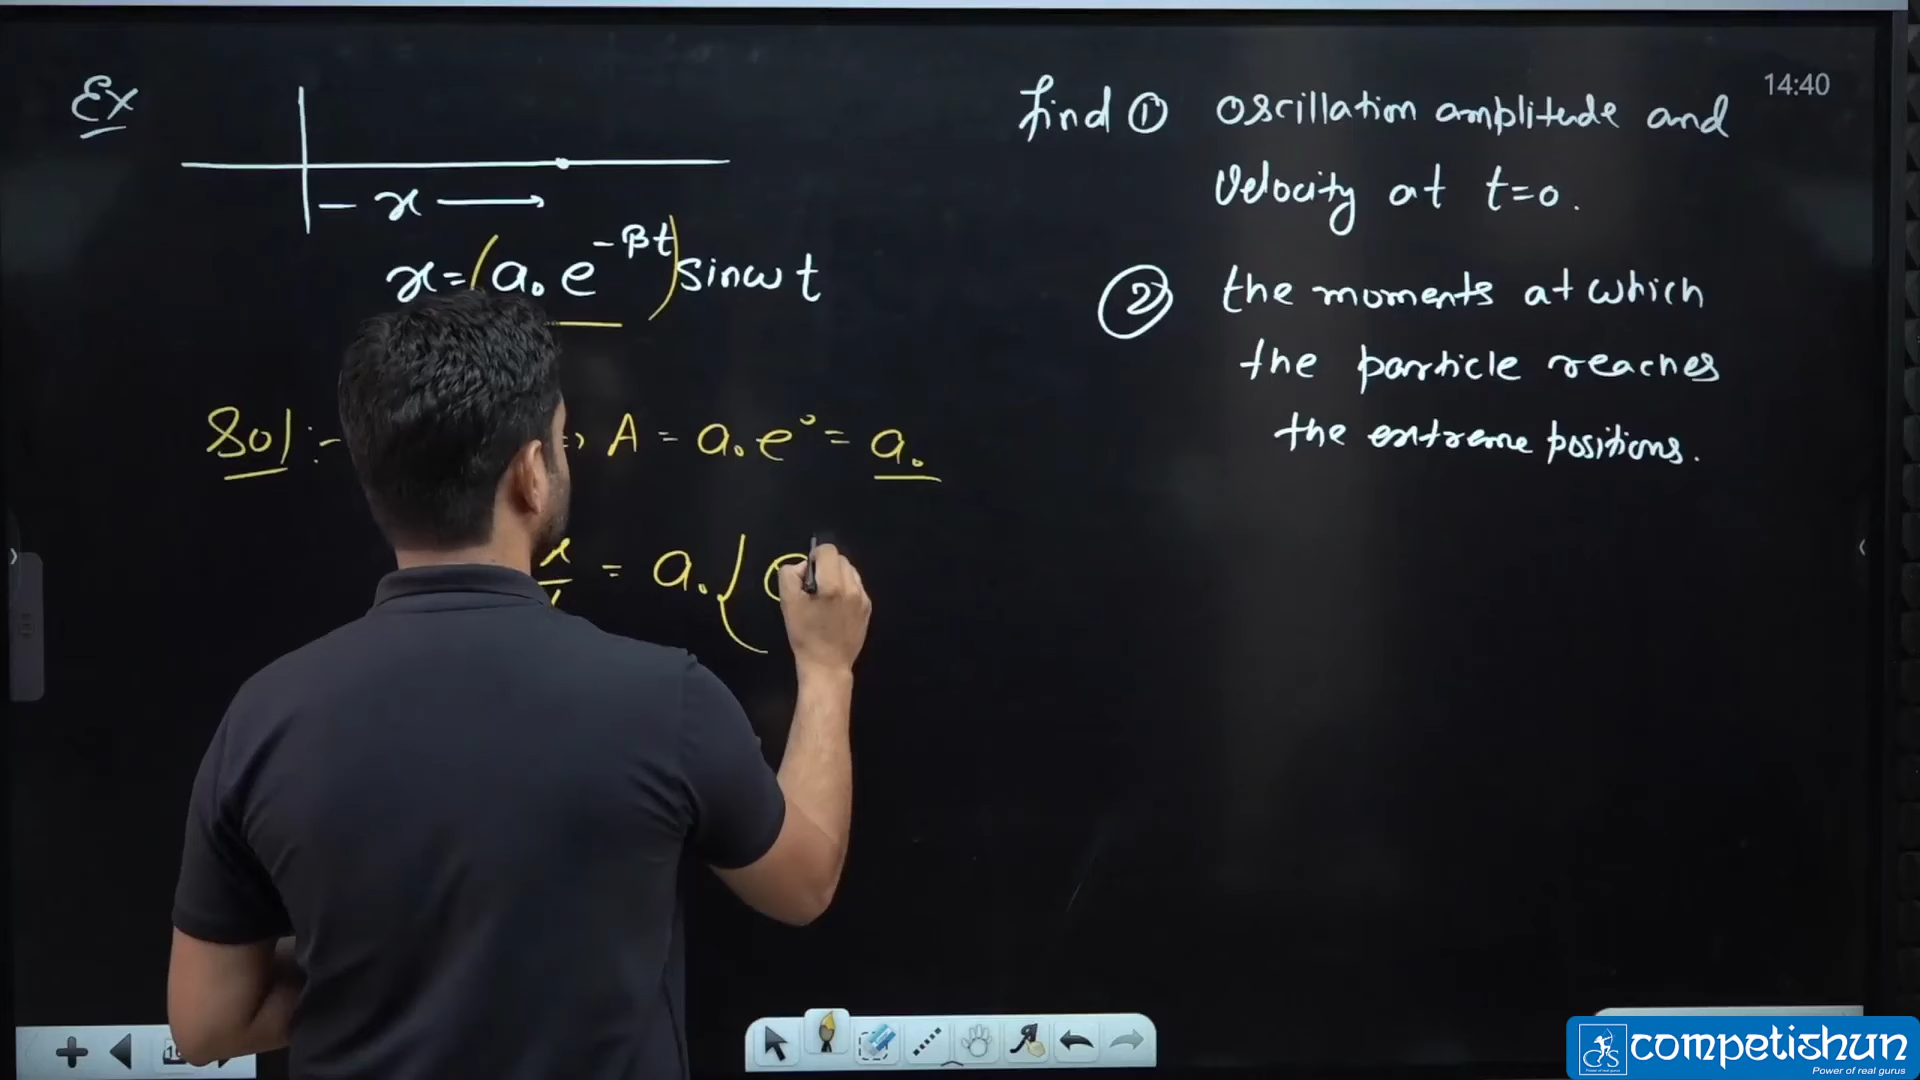 Ex
14:40
find ① oscillation amplitude and
velocity at t=0.
- x →
x = (a₀ e^{-βt}) sinωt
② the moments at which
the particle reaches
the extreme positions.
Sol :- ⇒ A = a₀e⁰ = a₀
x = a₀ { e
competishun
Power of real gurus